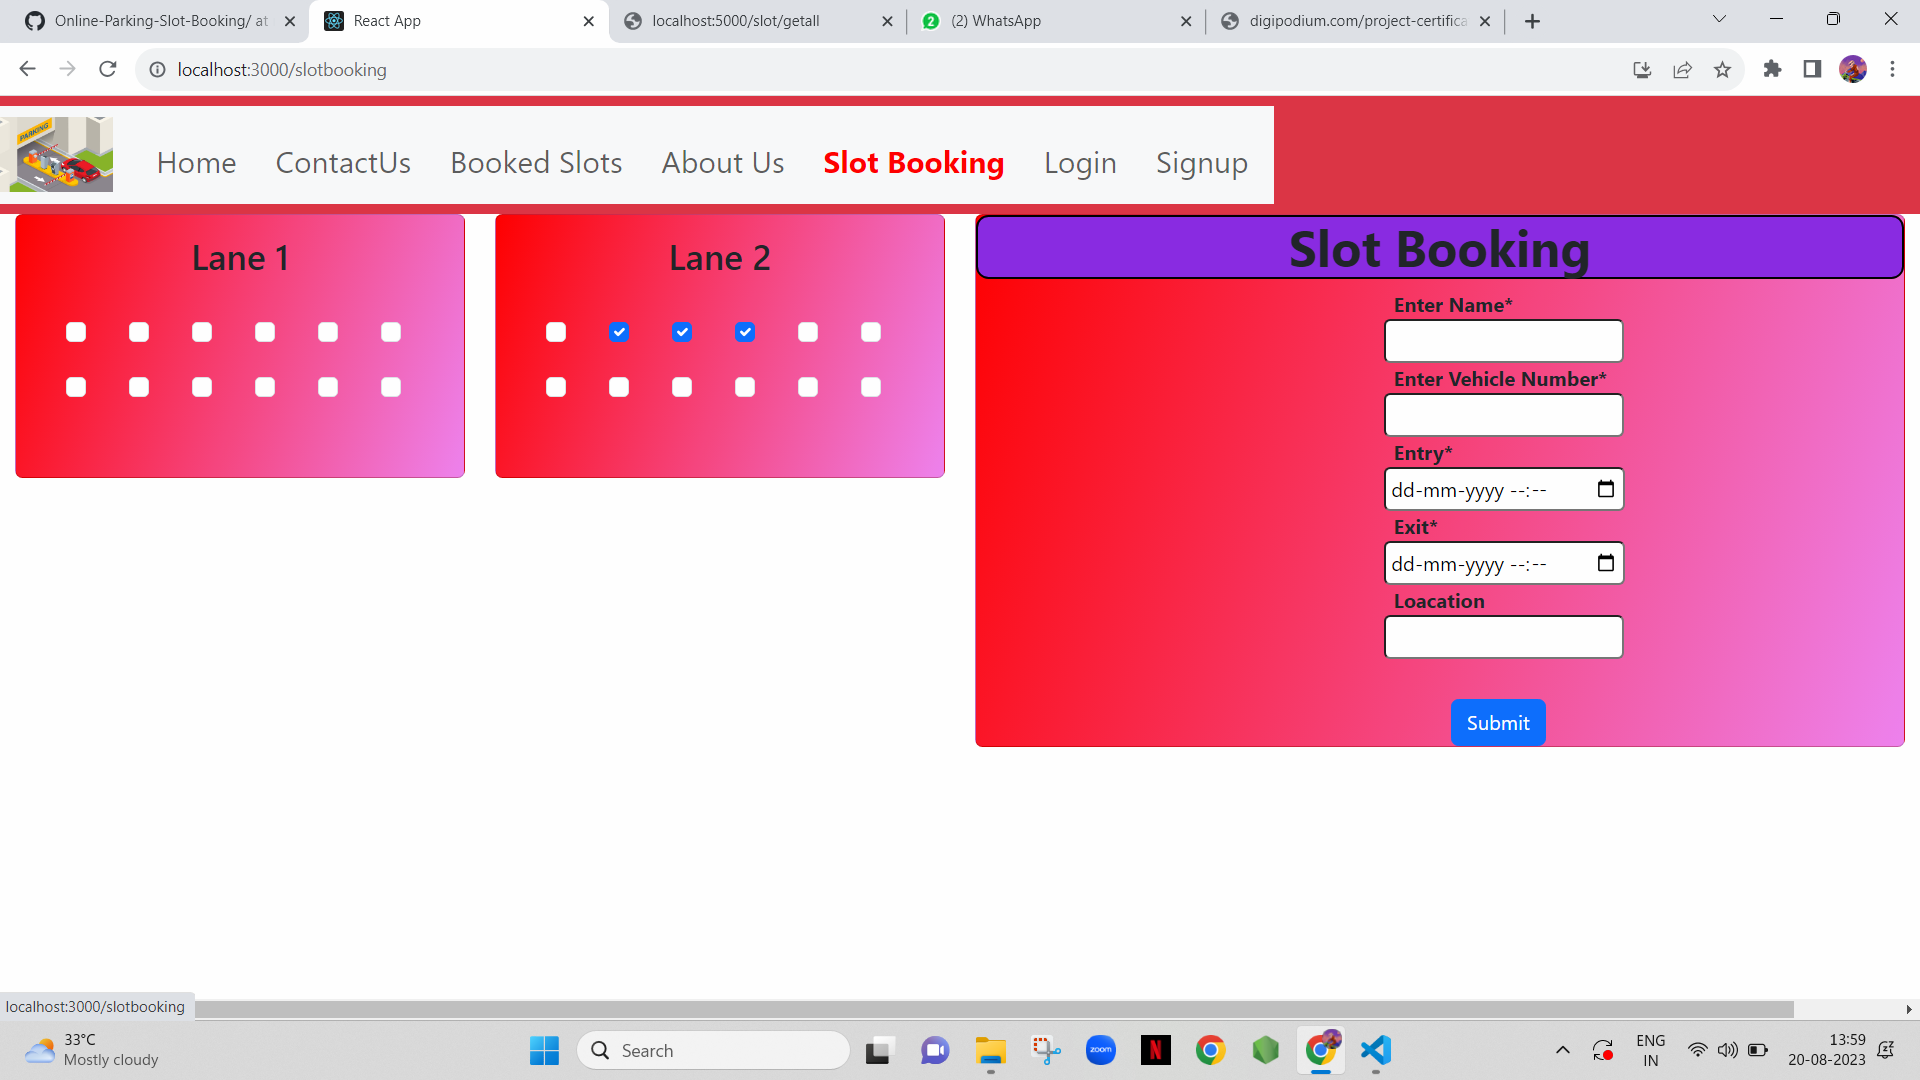 Online-Parking-Slot-Booking/ at
React App
localhost:5000/slot/getall
2
(2) WhatsApp
digipodium.com/project-certifica
localhost:3000/slotbooking
PARKING
Home
ContactUs
Booked Slots
About Us
Slot Booking
Login
Signup
Lane 1
Lane 2
Slot Booking
Enter Name*
Enter Vehicle Number*
Entry*
dd-mm-yyyy --:--
Exit*
dd-mm-yyyy --:--
Loacation
Submit
localhost:3000/slotbooking
33°C
Mostly cloudy
Search
zoom
N
ENG
IN
13:59
20-08-2023